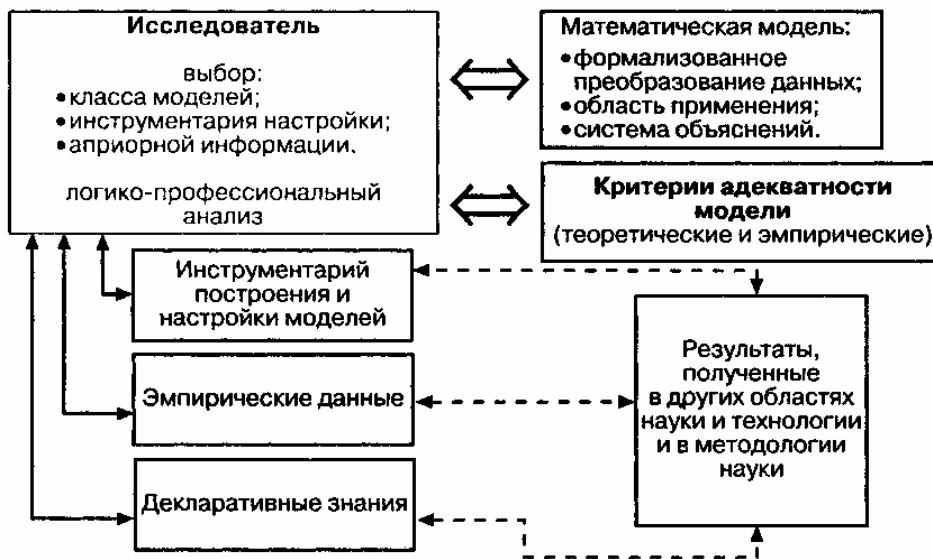 Исследователь
выбор:
•класса моделей;
•инструментария настройки;
•априорной информации.
логико-профессиональный
анализ
Математическая модель:
•формализованное
преобразование данных;
•область применения;
•система объяснений.
Критерии адекватности
модели
(теоретические и эмпирические)
Инструментарий
построения и
настройки моделей
Эмпирические данные
Декларативные знания
Результаты,
полученные
в других областях
науки и технологии
и в методологии
науки